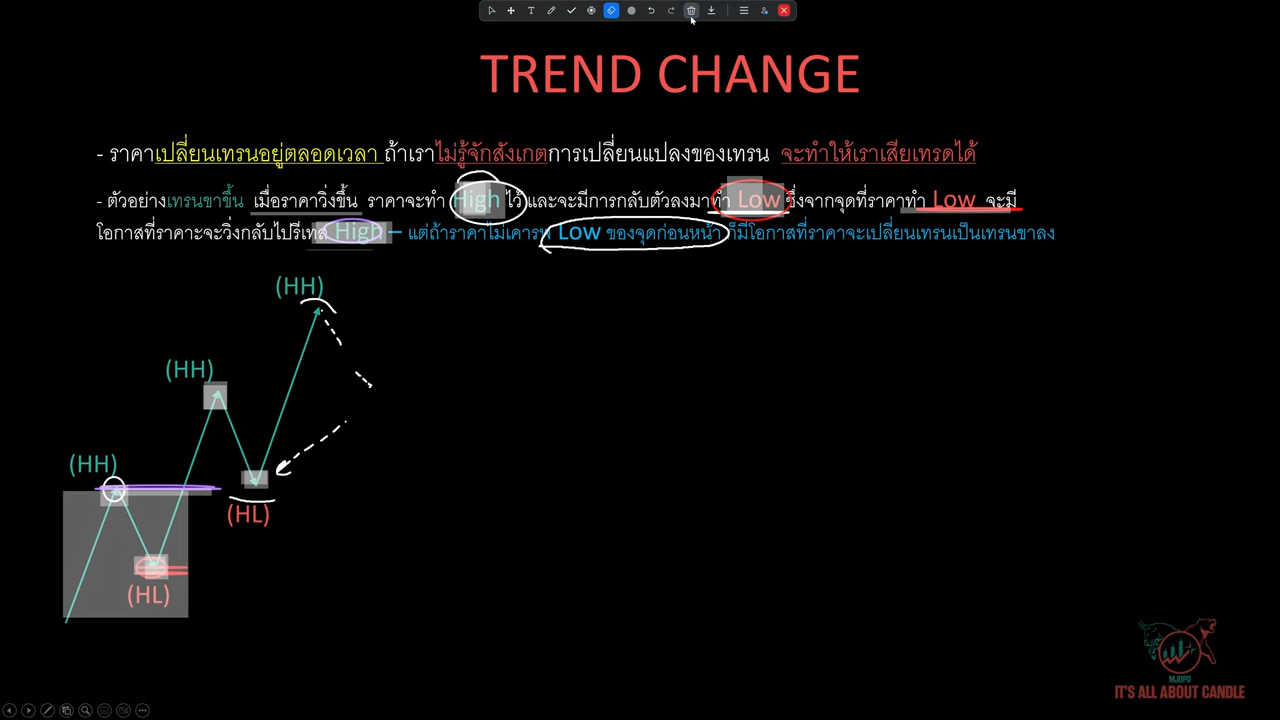 TREND CHANGE
- ราคาเปลี่ยนเทรนอยู่ตลอดเวลา ถ้าเราไม่รู้จักสังเกตการเปลี่ยนแปลงของเทรน จะทำให้เราเสียเทรดได้
- ตัวอย่างเทรนขาขึ้น เมื่อราคาวิ่งขึ้น ราคาจะทำ High ไว้ และจะมีการกลับตัวลงมาทำ Low ซึ่งจากจุดที่ราคาทำ Low จะมี
โอกาสที่ราคาะจะวิ่งกลับไปรีเทส High – แต่ถ้าราคาไม่เคารพ Low ของจุดก่อนหน้า ก็มีโอกาสที่ราคาจะเปลี่ยนเทรนเป็นเทรนขาลง
(HH)
(HH)
(HH)
(HL)
(HL)
MJOPO
IT'S ALL ABOUT CANDLE